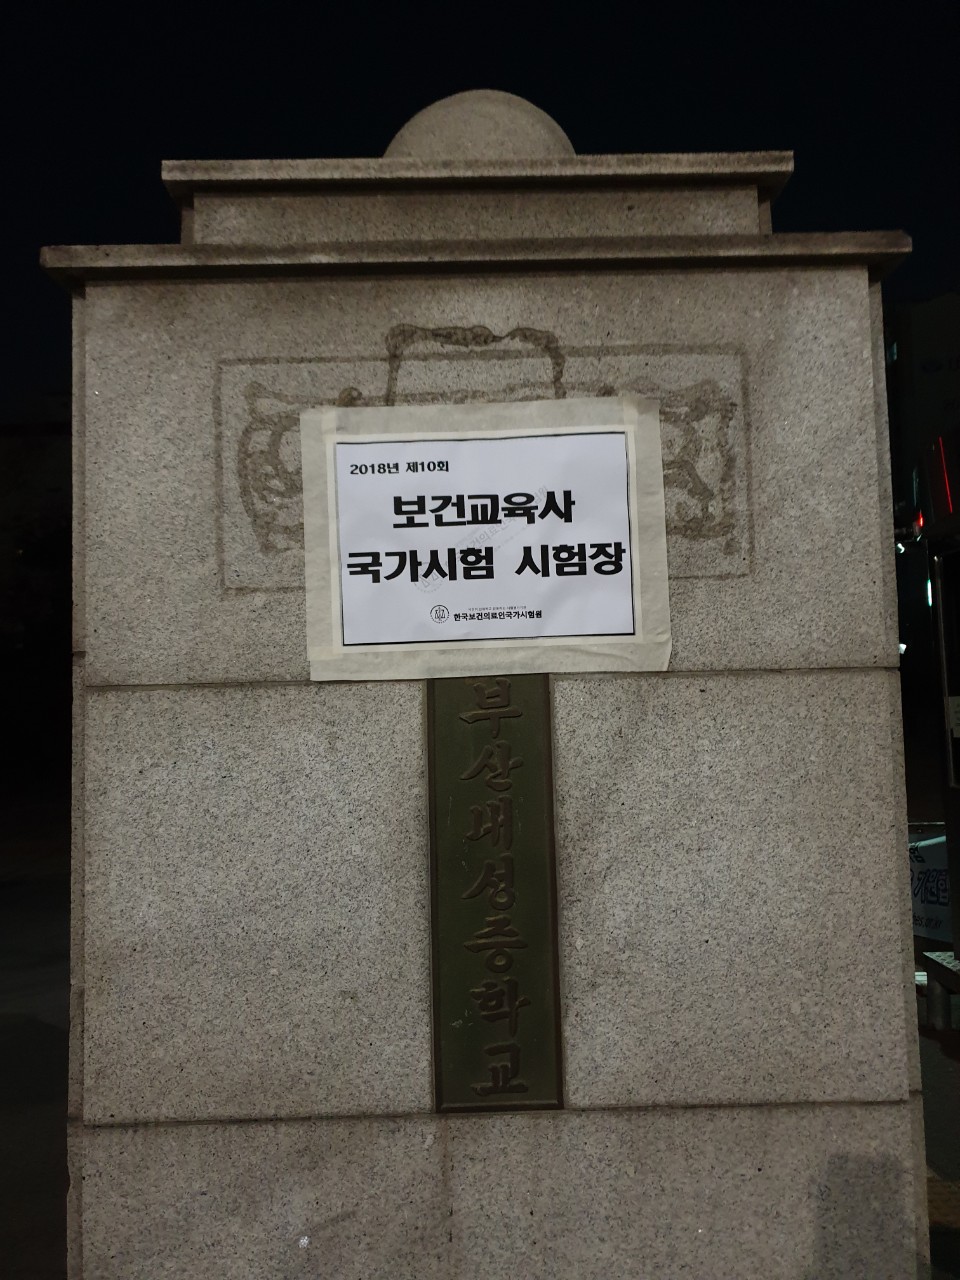 2018년 제10회
보건교육사
국가시험 시험장
한국보건의료인국가시험원
부산내성중학교